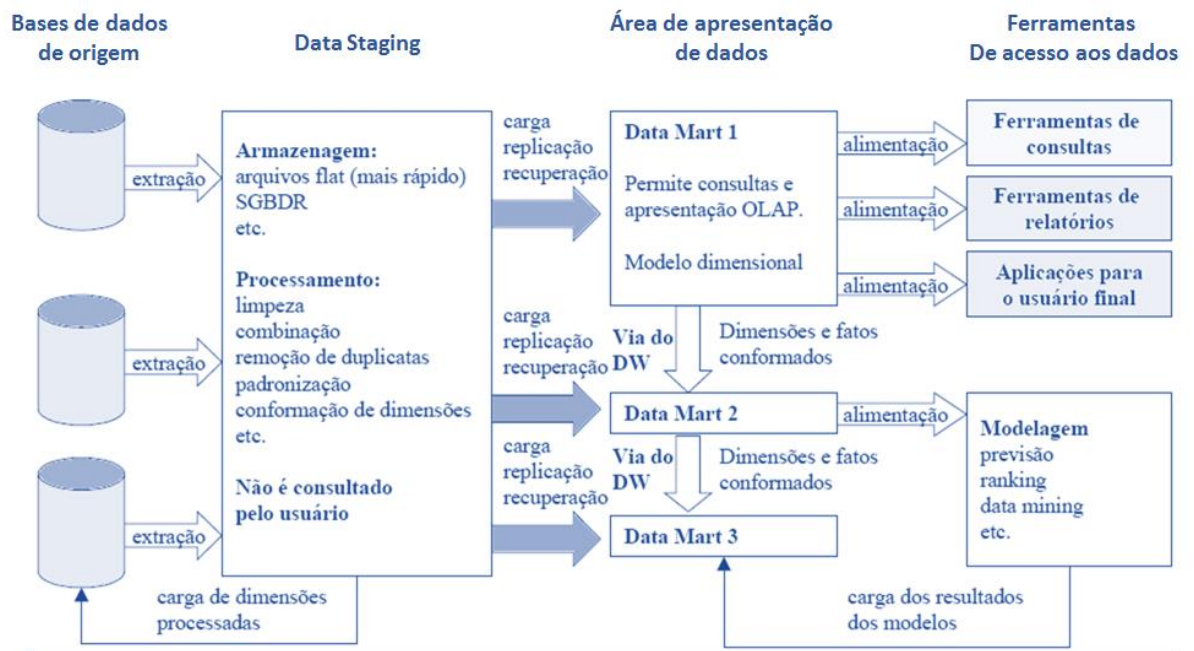 Bases de dados
de origem
Data Staging
Área de apresentação
de dados
Ferramentas
De acesso aos dados
extração
extração
extração
Armazenagem:
arquivos flat (mais rápido)
SGBDR
etc.
Processamento:
limpeza
combinação
remoção de duplicatas
padronização
conformação de dimensões
etc.
Não é consultado
pelo usuário
carga de dimensões
processadas
carga
replicação
recuperação
carga
replicação
recuperação
carga
replicação
recuperação
Data Mart 1
Permite consultas e
apresentação OLAP.
Modelo dimensional
Via do
DW
Dimensões e fatos
conformados
Data Mart 2
Via do
DW
Dimensões e fatos
conformados
Data Mart 3
alimentação
alimentação
alimentação
alimentação
Ferramentas de
consultas
Ferramentas de
relatórios
Aplicações para
o usuário final
Modelagem
previsão
ranking
data mining
etc.
carga dos resultados
dos modelos